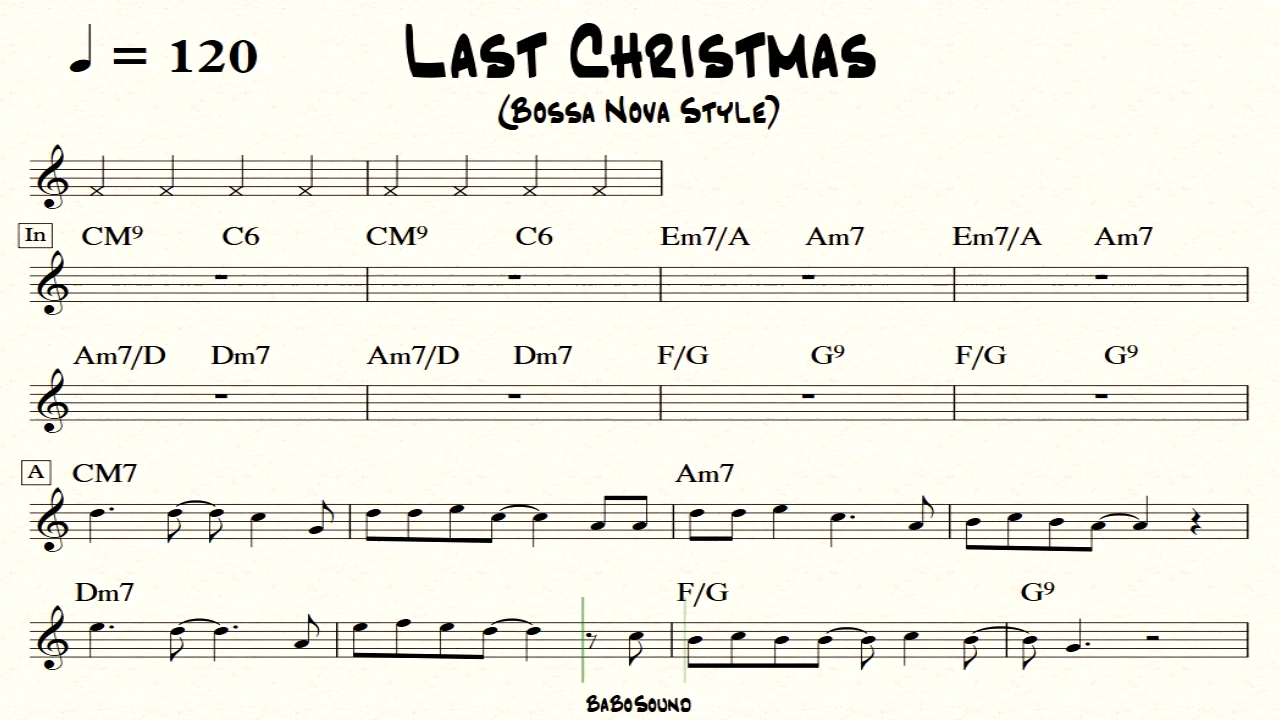 ♩ = 120
Last Christmas
(Bossa Nova Style)
In CM9 C6 CM9 C6 Em7/A Am7 Em7/A Am7
Am7/D Dm7 Am7/D Dm7 F/G G9 F/G G9
A CM7 Am7
Dm7 F/G G9
BaBoSound